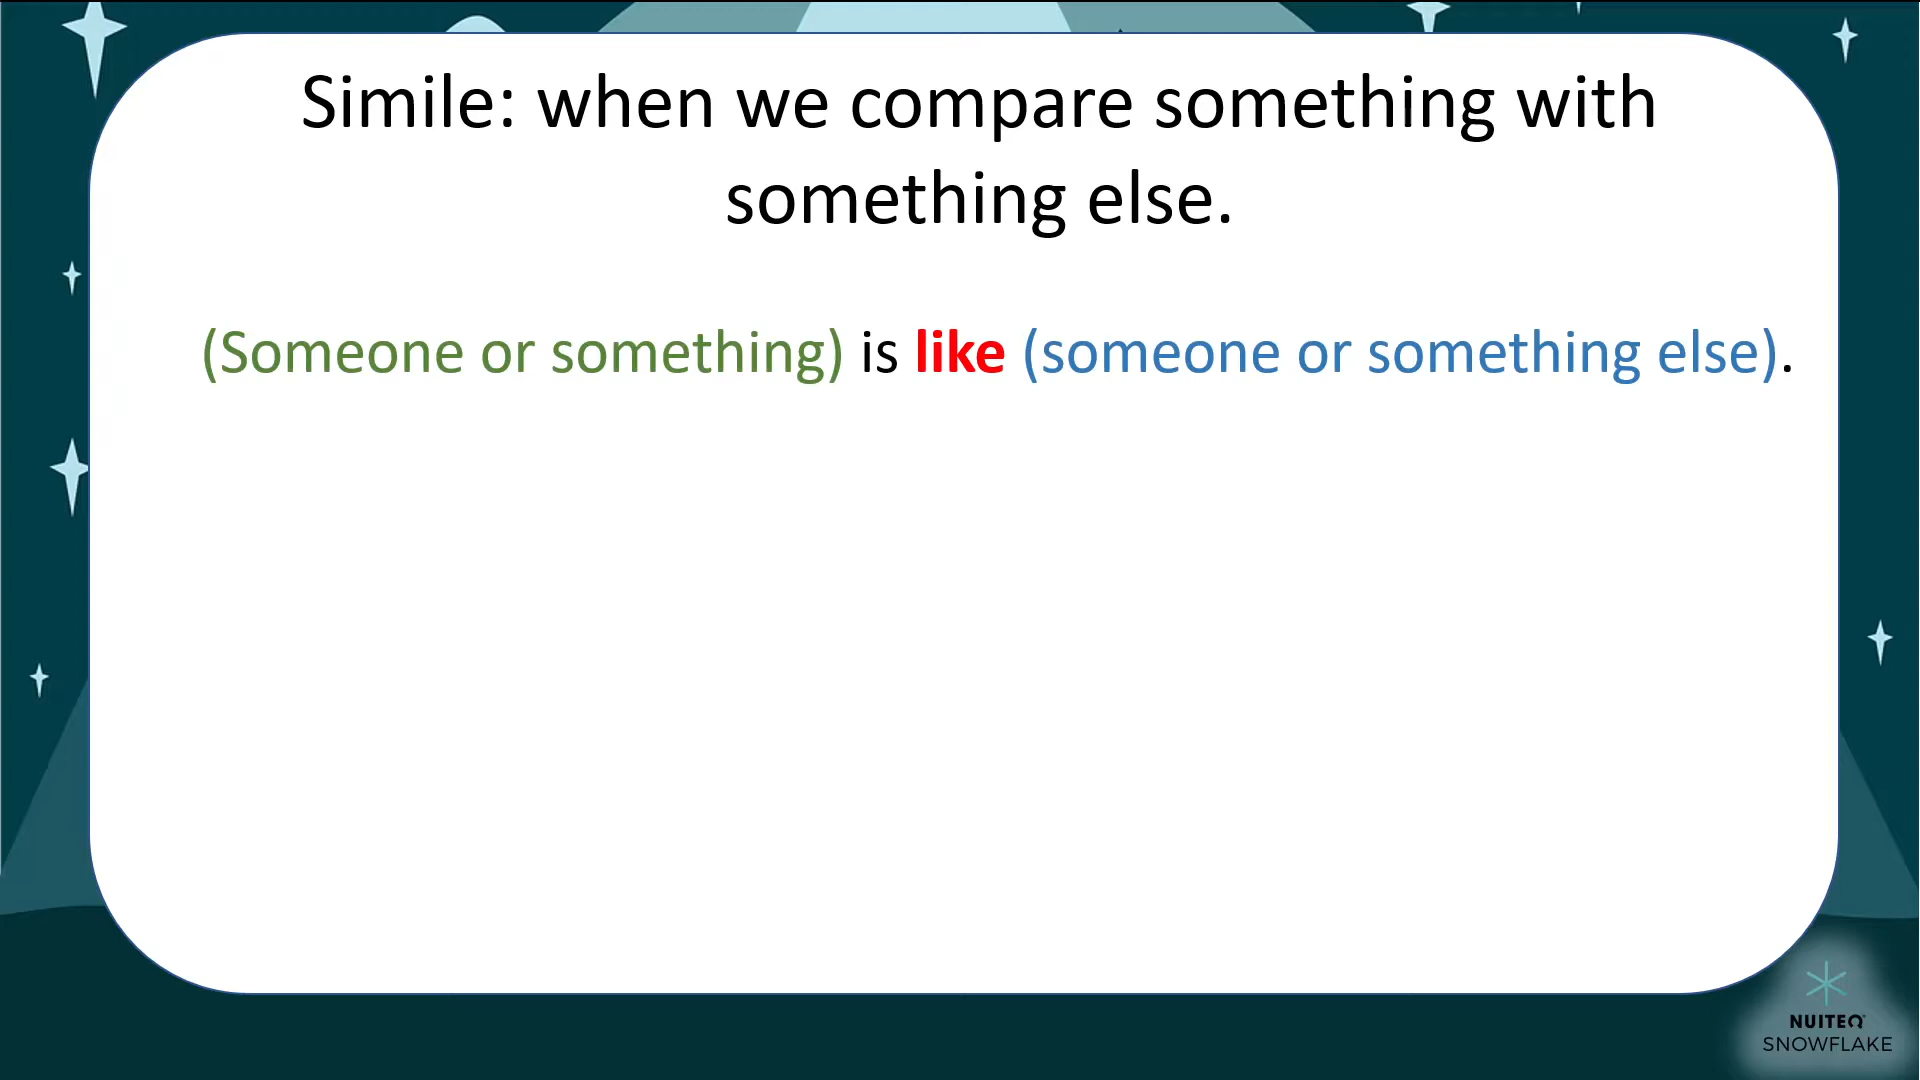 Simile: when we compare something with
something else.
(Someone or something) is like (someone or something else).
NUITEQ
SNOWFLAKE